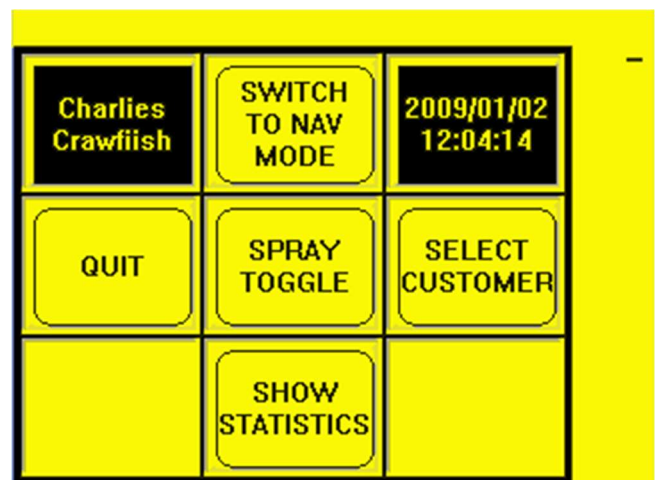 Charlies
Crawfiish
SWITCH
TO NAV
MODE
2009/01/02
12:04:14
QUIT
SPRAY
TOGGLE
SELECT
CUSTOMER
SHOW
STATISTICS